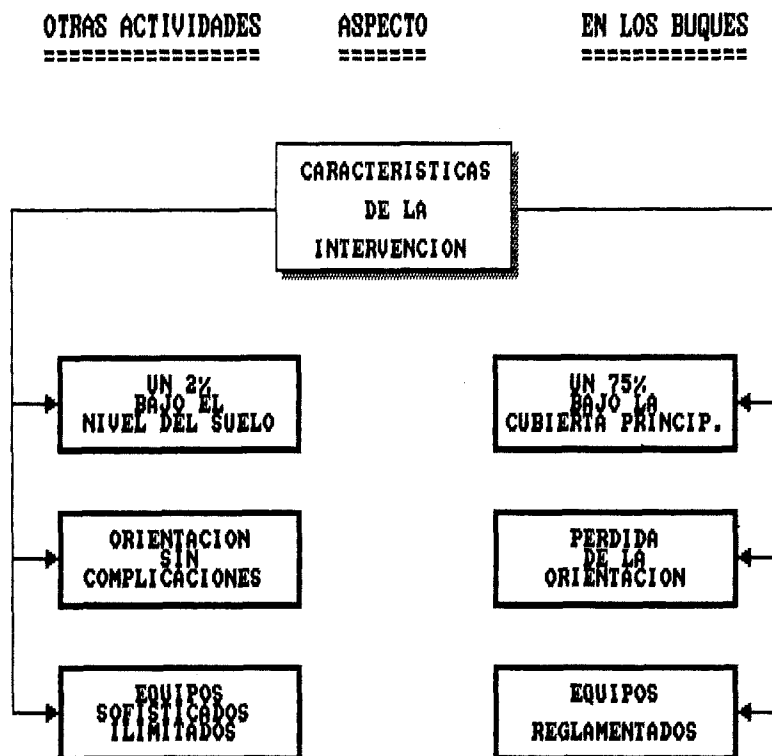 OTRAS ACTIVIDADES ASPECTO EN LOS BUQUES
================ ======= ============
CARACTERISTICAS
DE LA
INTERVENCION
UN 2%
BAJO EL
NIVEL DEL SUELO
UN 75%
BAJO LA
CUBIERTA PRINCIP.
ORIENTACION
SIN
COMPLICACIONES
PERDIDA
DE LA
ORIENTACION
EQUIPOS
SOFISTICADOS
ILIMITADOS
EQUIPOS
REGLAMENTADOS